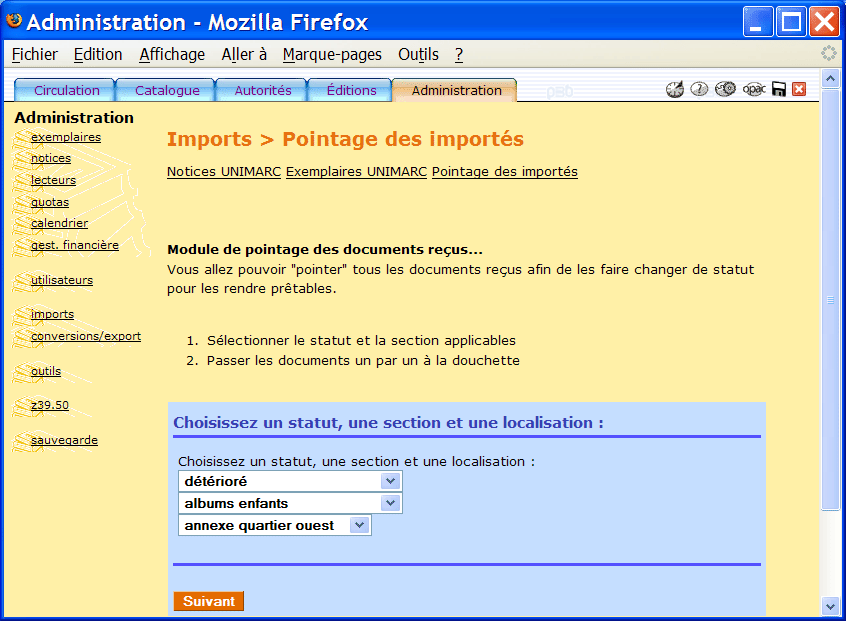 Administration - Mozilla Firefox
Fichier Edition Affichage Aller à Marque-pages Outils ?
Circulation Catalogue Autorités Éditions Administration pmb opac
Administration
exemplaires
notices
lecteurs
quotas
calendrier
gest. financière
utilisateurs
imports
conversions/export
outils
z39.50
sauvegarde
Imports > Pointage des importés
Notices UNIMARC Exemplaires UNIMARC Pointage des importés
Module de pointage des documents reçus...
Vous allez pouvoir "pointer" tous les documents reçus afin de les faire changer de statut
pour les rendre prêtables.
1. Sélectionner le statut et la section applicables
2. Passer les documents un par un à la douchette
Choisissez un statut, une section et une localisation :
Choisissez un statut, une section et une localisation :
détérioré
albums enfants
annexe quartier ouest
Suivant